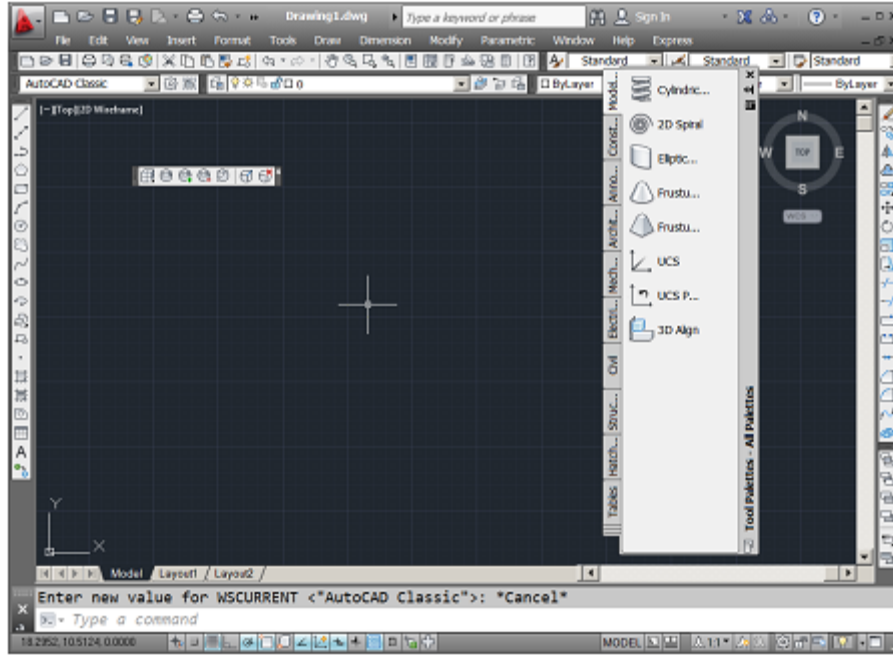 Drawing1.dwg
Type a keyword or phrase
Sign In
File Edit View Insert Format Tools Draw Dimension Modify Parametric Window Help Express
Standard Standard Standard
AutoCAD Classic
0
ByLayer
ByLayer
[-][Top][2D Wireframe]
Model...
Const...
Anno...
Archit...
Mech...
Electri...
Civil
Struc...
Hatch...
Tables
Cylindric...
2D Spiral
Elliptic...
Frustu...
Frustu...
UCS
UCS P...
3D Align
Tool Palettes - All Palettes
N
W TOP E
S
WCS
Y
X
Model Layout1 Layout2
Enter new value for WSCURRENT <"AutoCAD Classic">: *Cancel*
Type a command
18.2952, 10.5124, 0.0000
MODEL
1:1